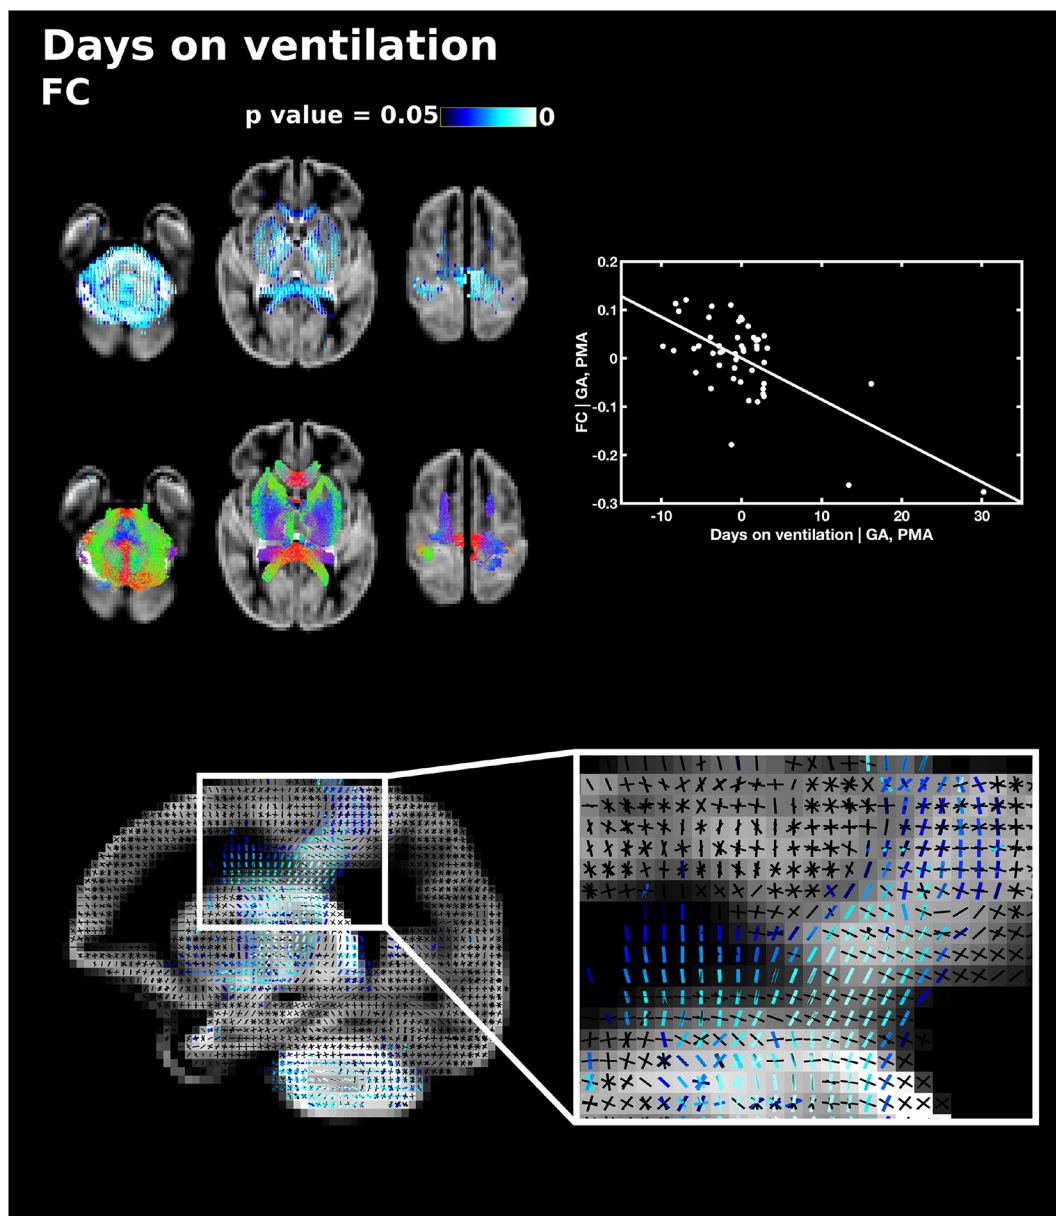 Days on ventilation
FC
p value = 0.05 0
0.2
0.1
0
-0.1
-0.2
-0.3
FC | GA, PMA
-10 0 10 20 30
Days on ventilation | GA, PMA